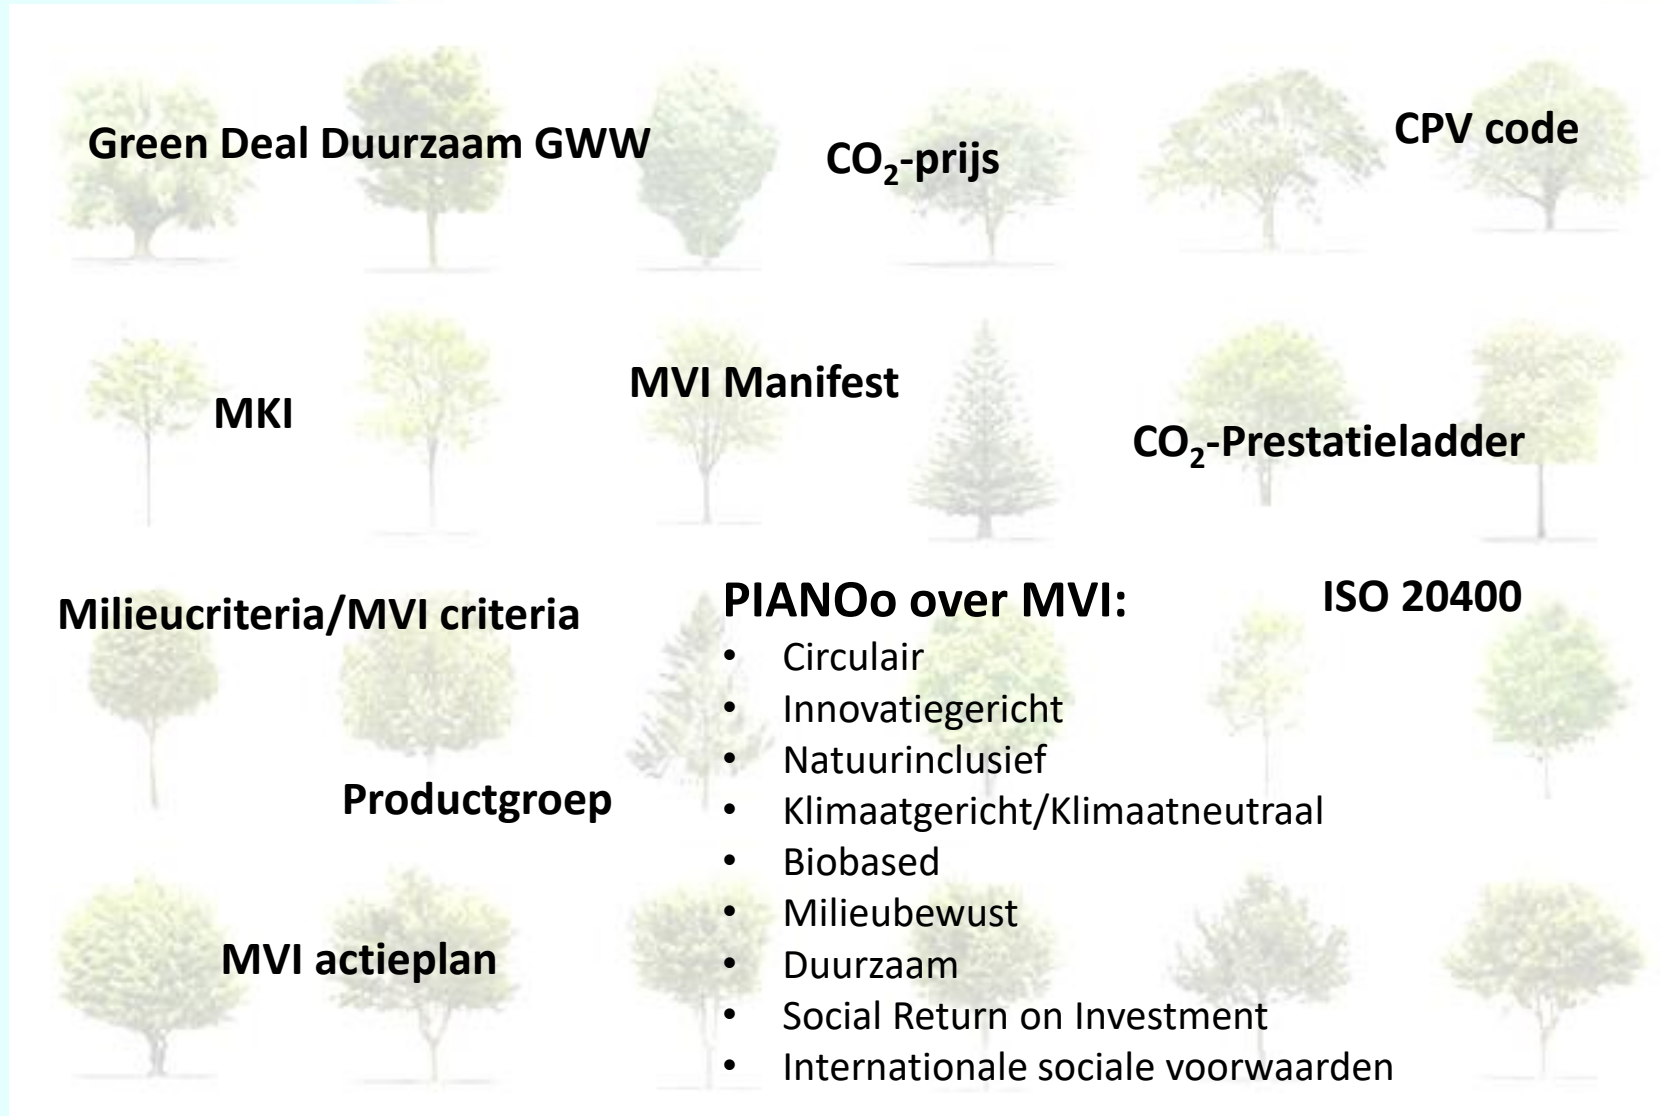 Green Deal Duurzaam GWW
CO₂-prijs
CPV code
MKI
MVI Manifest
CO₂-Prestatieladder
Milieucriteria/MVI criteria
Productgroep
MVI actieplan
PIANOo over MVI:
• Circulair
• Innovatiegericht
• Natuurinclusief
• Klimaatgericht/Klimaatneutraal
• Biobased
• Milieubewust
• Duurzaam
• Social Return on Investment
• Internationale sociale voorwaarden
ISO 20400